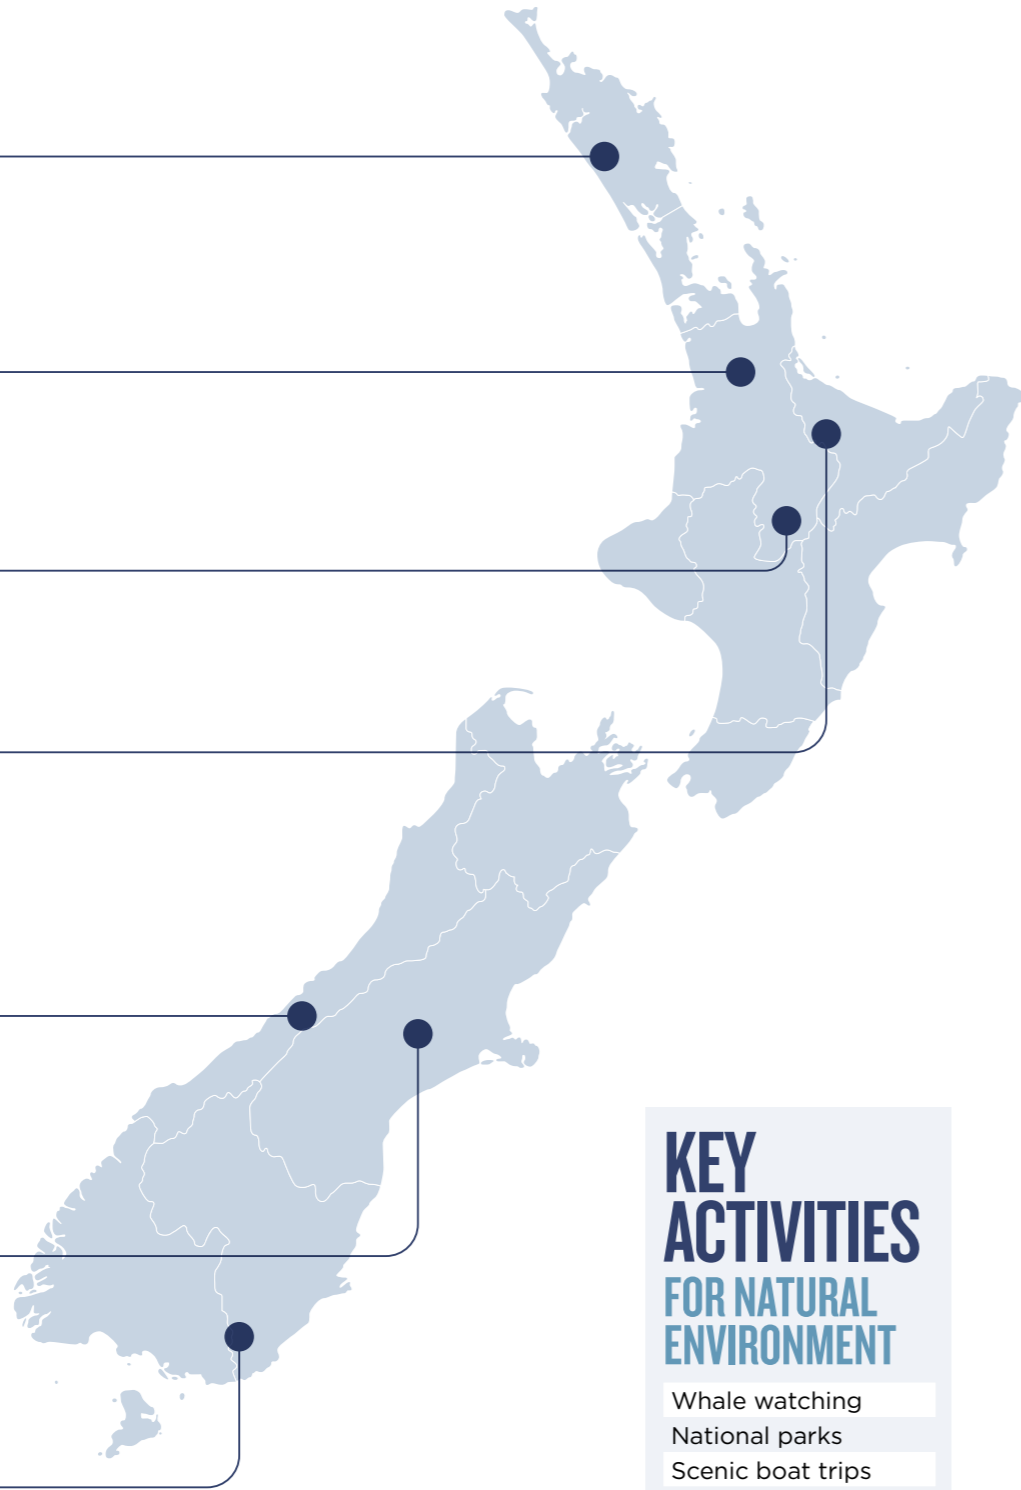 KEY
ACTIVITIES
FOR NATURAL
ENVIRONMENT
Whale watching
National parks
Scenic boat trips